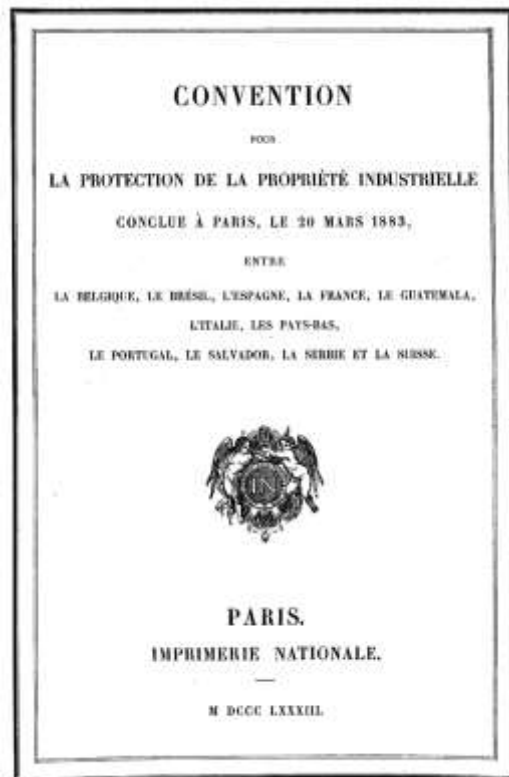 CONVENTION
POUR
LA PROTECTION DE LA PROPRIÉTÉ INDUSTRIELLE
CONCLUE À PARIS, LE 20 MARS 1883,
ENTRE
LA BELGIQUE, LE BRÉSIL, L'ESPAGNE, LA FRANCE, LE GUATEMALA,
L'ITALIE, LES PAYS-BAS,
LE PORTUGAL, LE SALVADOR, LA SERBIE ET LA SUISSE.
IN
PARIS.
IMPRIMERIE NATIONALE.
M DCCC LXXXIII.